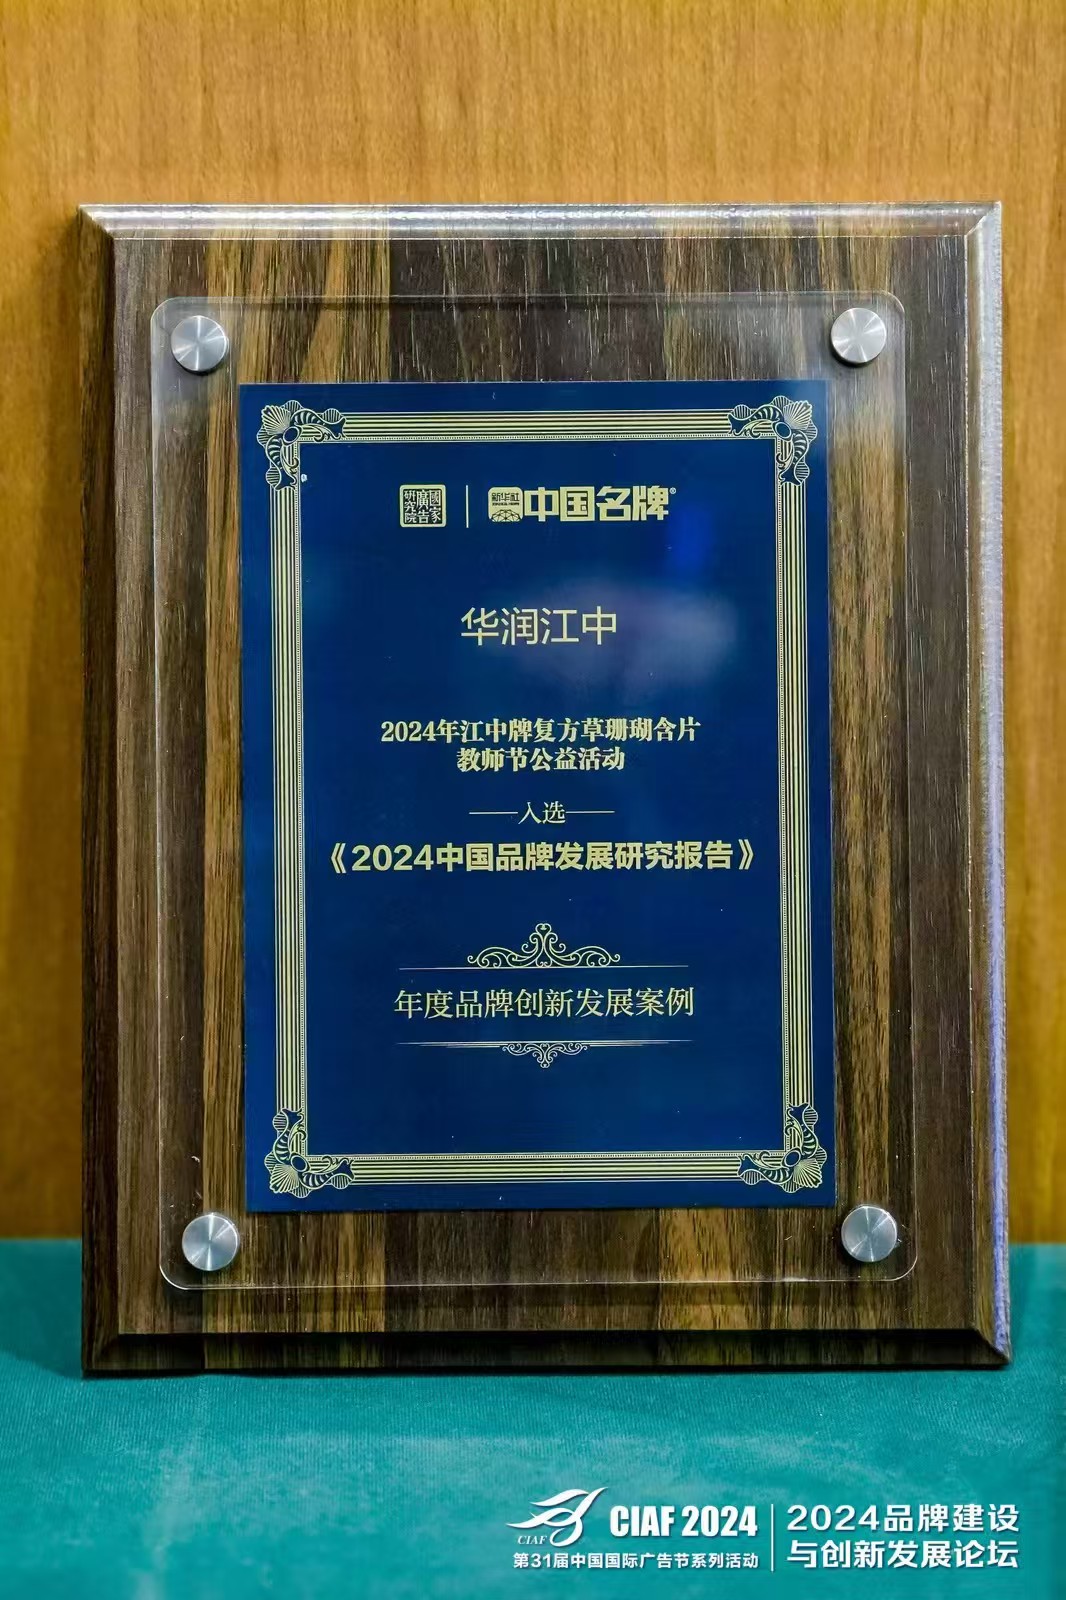 國家廣告研究院
新华社 中国名牌®
华润江中
2024年江中牌复方草珊瑚含片
教师节公益活动
——入选——
《2024中国品牌发展研究报告》
年度品牌创新发展案例
CIAF
CIAF 2024
第31届中国国际广告节系列活动
2024品牌建设
与创新发展论坛